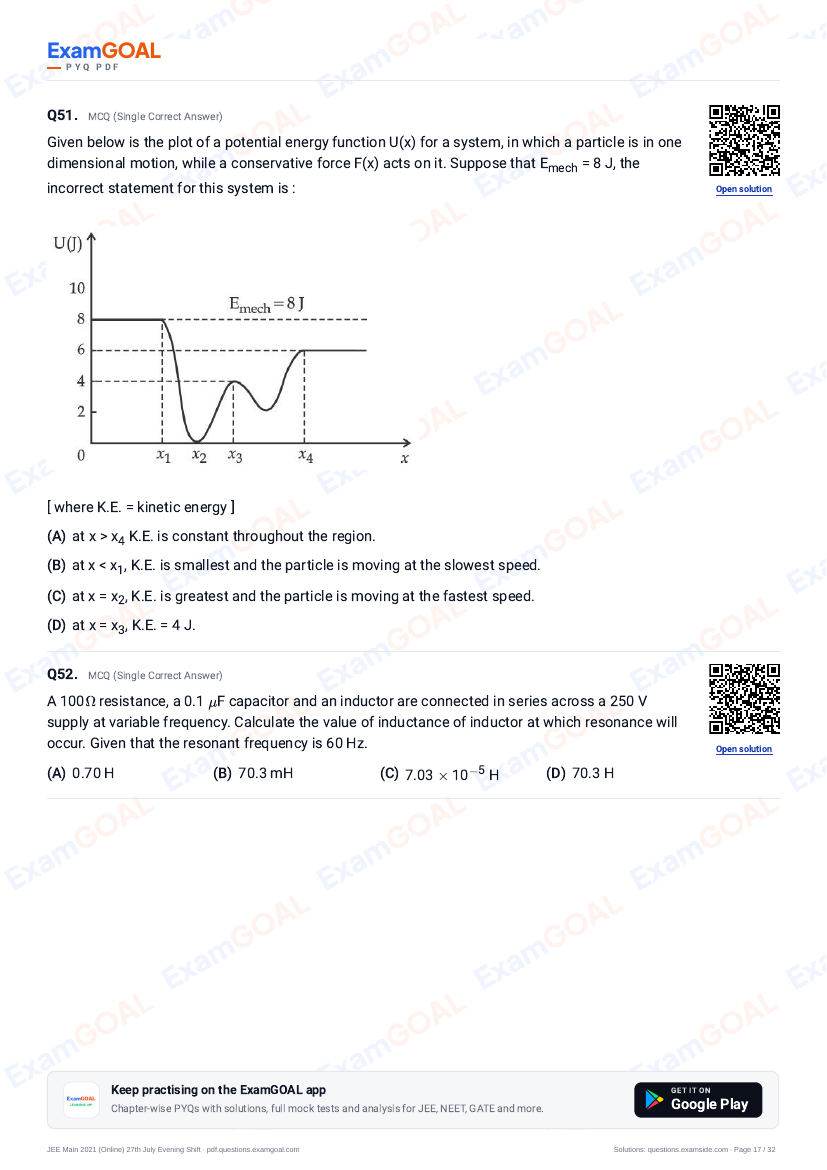 ExamGOAL
PYQ PDF
Q51. MCQ (Single Correct Answer)
Given below is the plot of a potential energy function U(x) for a system, in which a particle is in one
dimensional motion, while a conservative force F(x) acts on it. Suppose that E_mech = 8 J, the
incorrect statement for this system is :
Open solution
U(J)
10
E_mech = 8 J
8
6
4
2
0 x₁ x₂ x₃ x₄ x
[ where K.E. = kinetic energy ]
(A) at x > x₄ K.E. is constant throughout the region.
(B) at x < x₁, K.E. is smallest and the particle is moving at the slowest speed.
(C) at x = x₂, K.E. is greatest and the particle is moving at the fastest speed.
(D) at x = x₃, K.E. = 4 J.
Q52. MCQ (Single Correct Answer)
A 100Ω resistance, a 0.1 μF capacitor and an inductor are connected in series across a 250 V
supply at variable frequency. Calculate the value of inductance of inductor at which resonance will
occur. Given that the resonant frequency is 60 Hz.
Open solution
(A) 0.70 H (B) 70.3 mH (C) 7.03 × 10⁻⁵ H (D) 70.3 H
Keep practising on the ExamGOAL app
Chapter-wise PYQs with solutions, full mock tests and analysis for JEE, NEET, GATE and more.
ExamGOAL
GET IT ON
Google Play
JEE Main 2021 (Online) 27th July Evening Shift · pdf.questions.examgoal.com
Solutions: questions.examside.com · Page 17 / 32